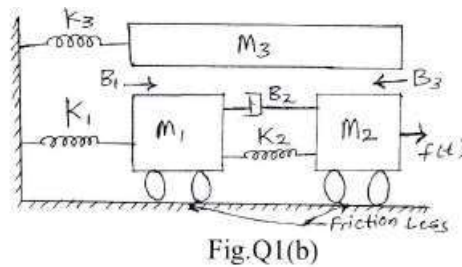 K3
M3
B1
B2
B3
K1
M1
K2
M2
f(t)
Friction Less
Fig.Q1(b)